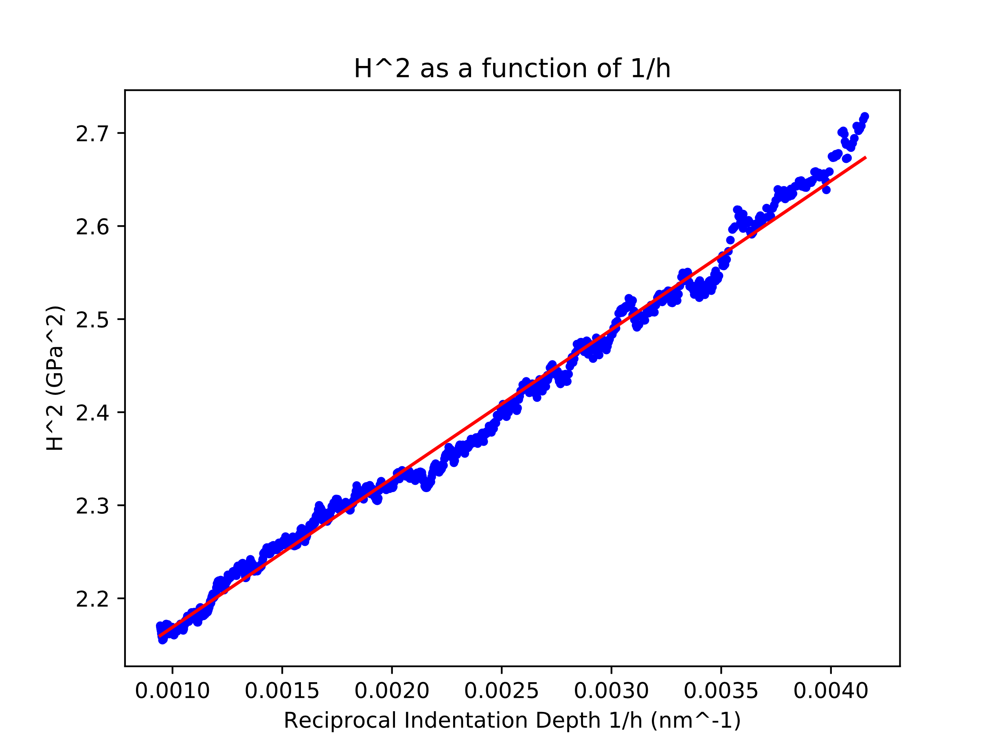 H^2 as a function of 1/h
2.7
2.6
2.5
2.4
2.3
2.2
H^2 (GPa^2)
0.0010 0.0015 0.0020 0.0025 0.0030 0.0035 0.0040
Reciprocal Indentation Depth 1/h (nm^-1)